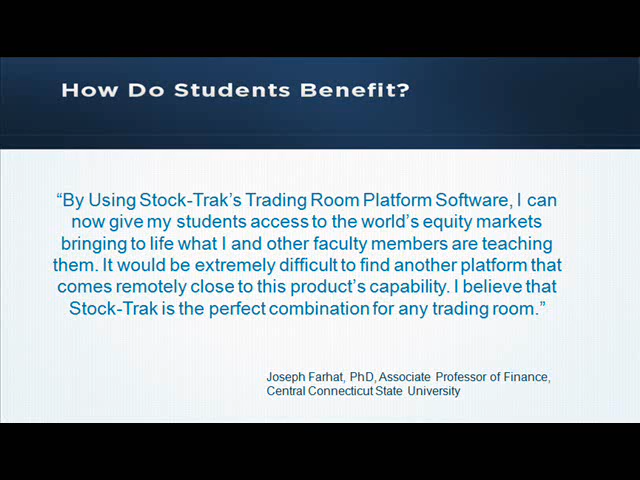 How Do Students Benefit?
“By Using Stock-Trak’s Trading Room Platform Software, I can
now give my students access to the world’s equity markets
bringing to life what I and other faculty members are teaching
them. It would be extremely difficult to find another platform that
comes remotely close to this product’s capability. I believe that
Stock-Trak is the perfect combination for any trading room.”
Joseph Farhat, PhD, Associate Professor of Finance,
Central Connecticut State University